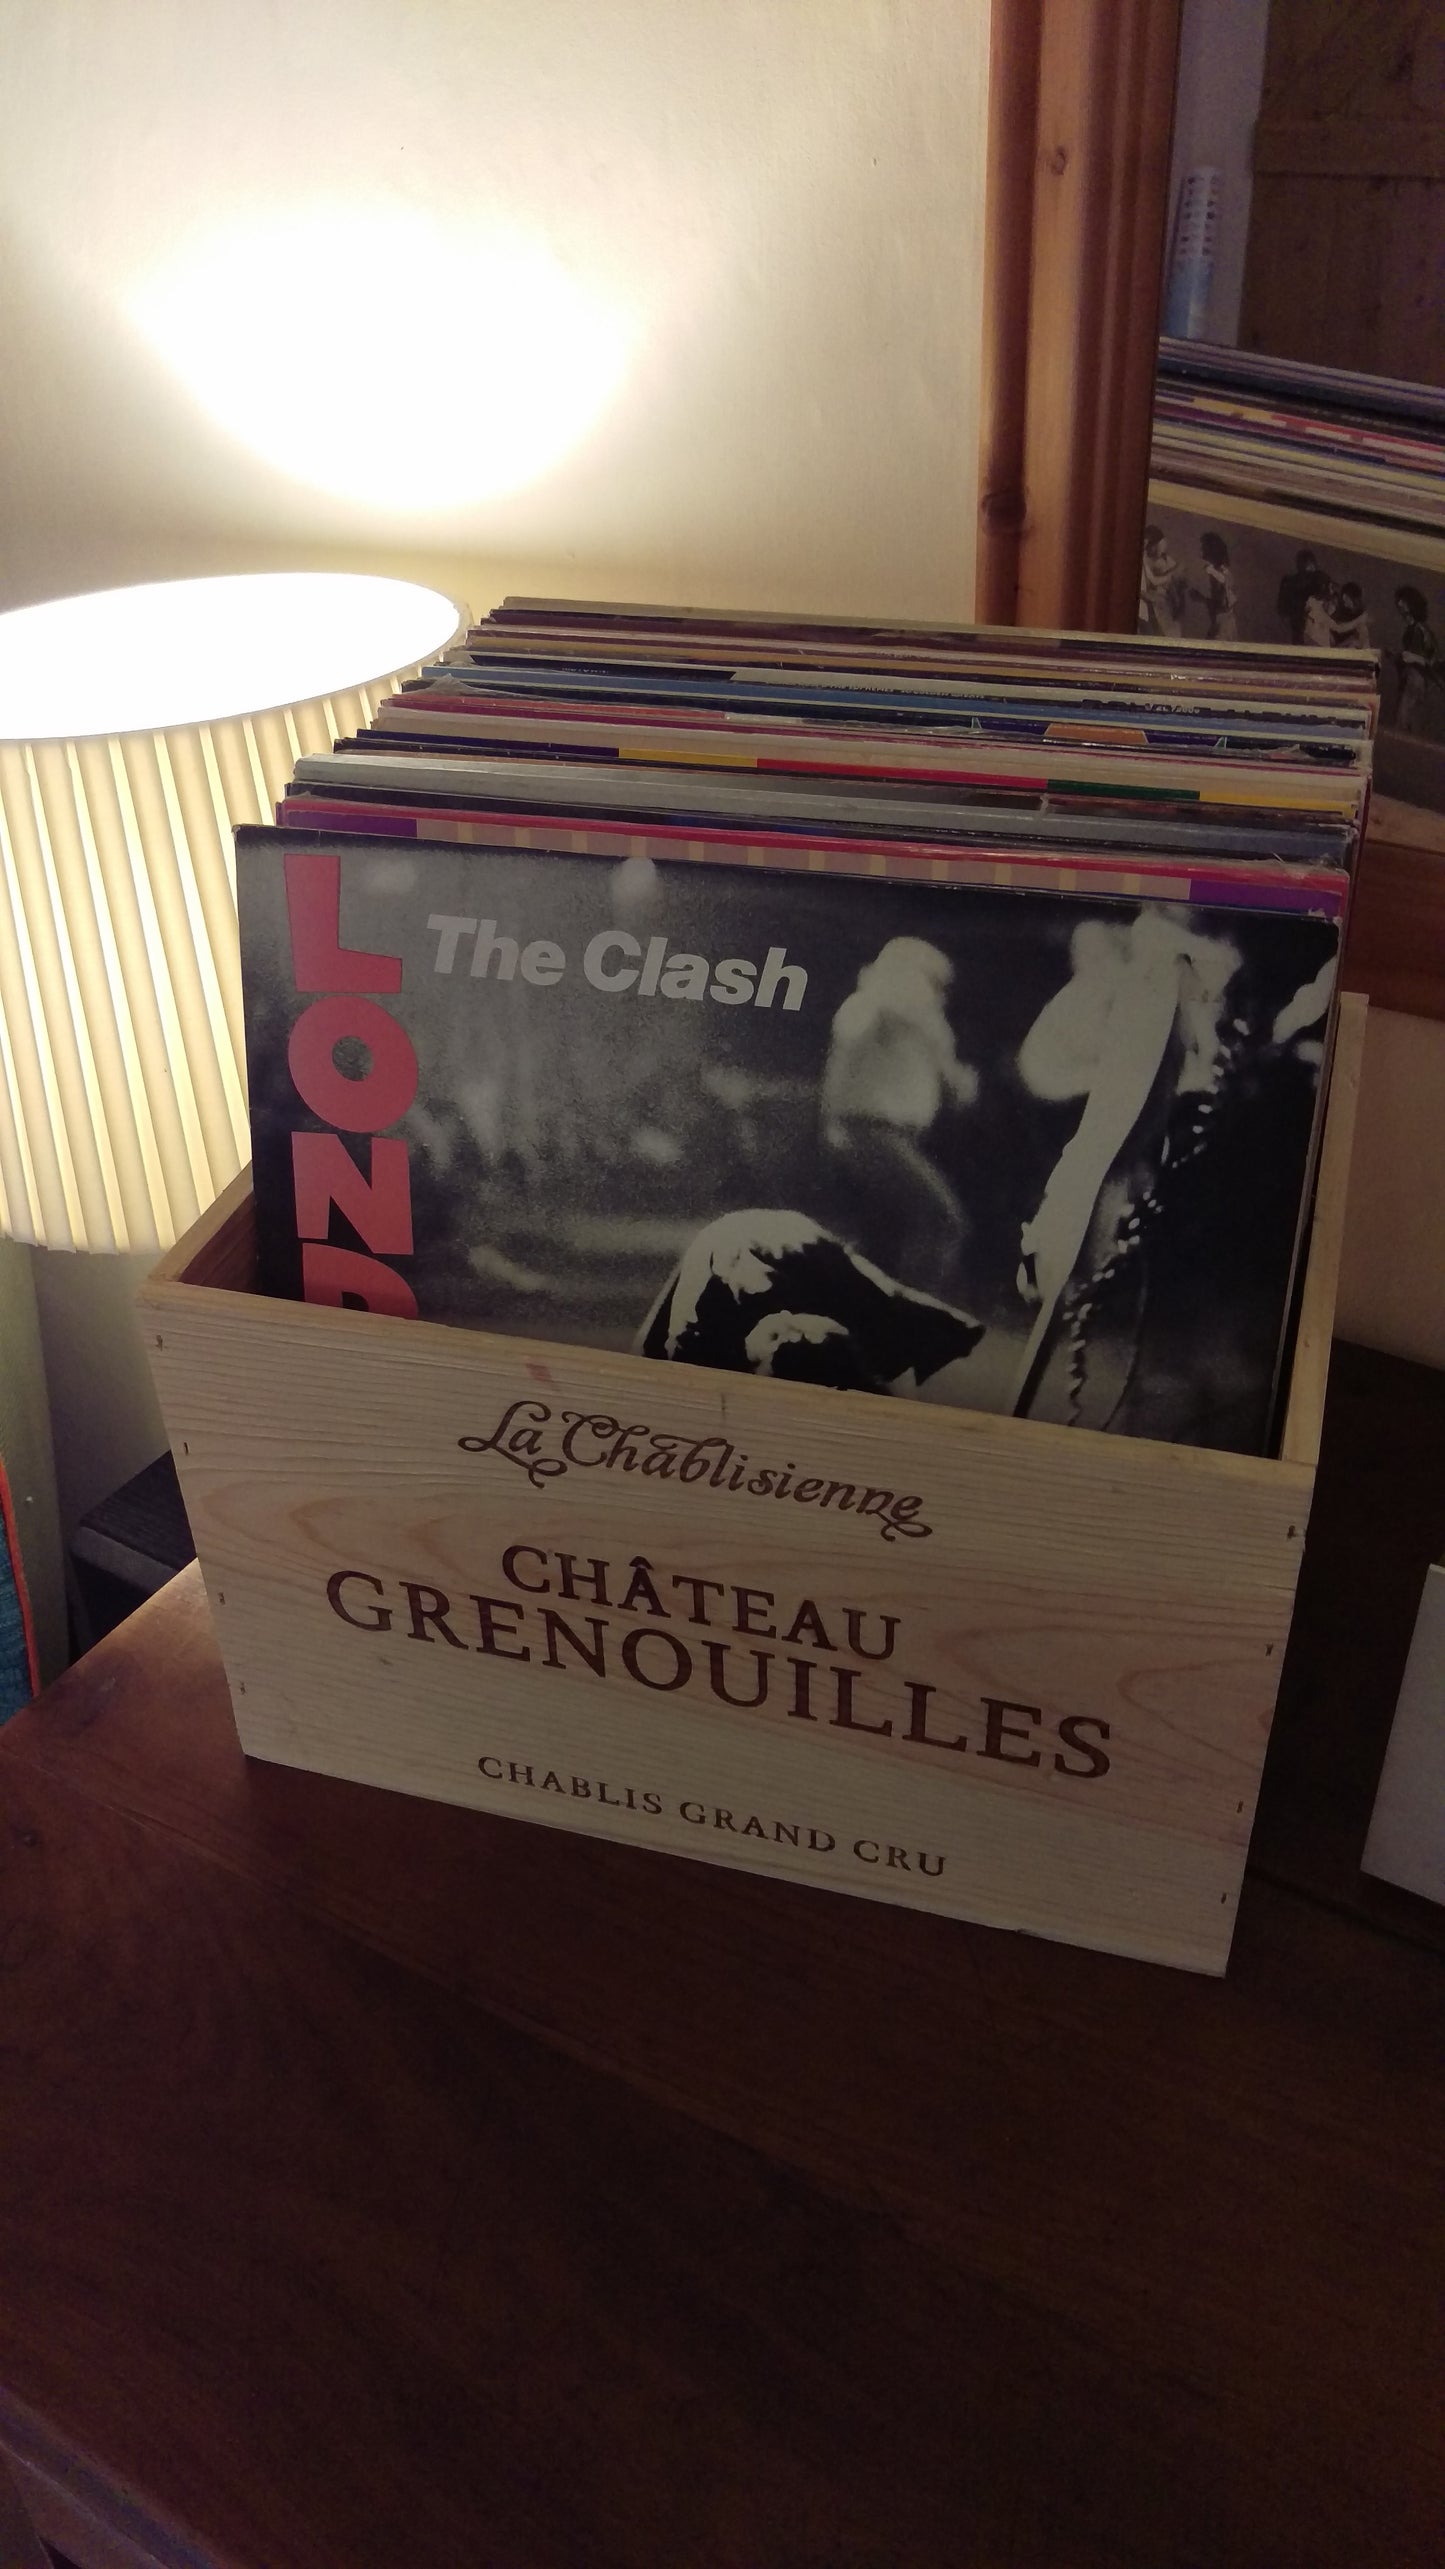 The Clash
LOND
La Chablisienne
CHÂTEAU
GRENOUILLES
CHABLIS GRAND CRU